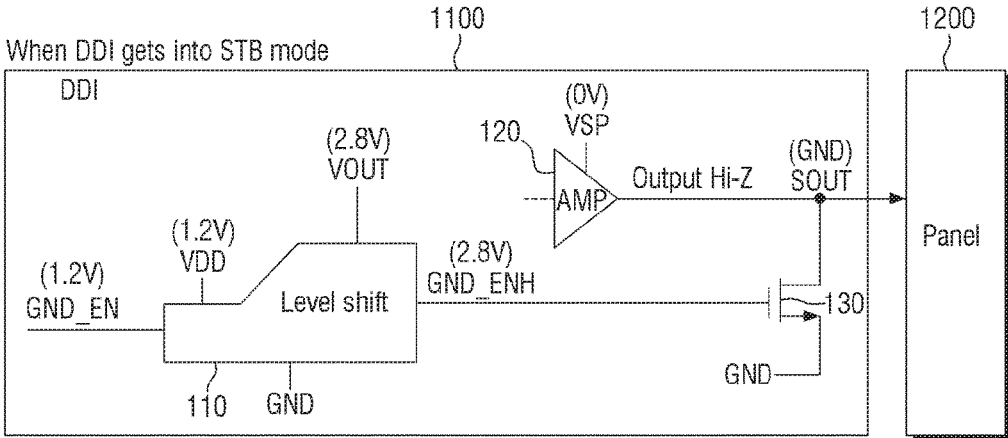 1100
1200
When DDI gets into STB mode
DDI
(0V)
VSP
120
(2.8V)
VOUT
(GND)
SOUT
Output Hi-Z
AMP
(1.2V)
VDD
Panel
(1.2V)
GND_EN
(2.8V)
GND_ENH
Level shift
130
GND
110
GND